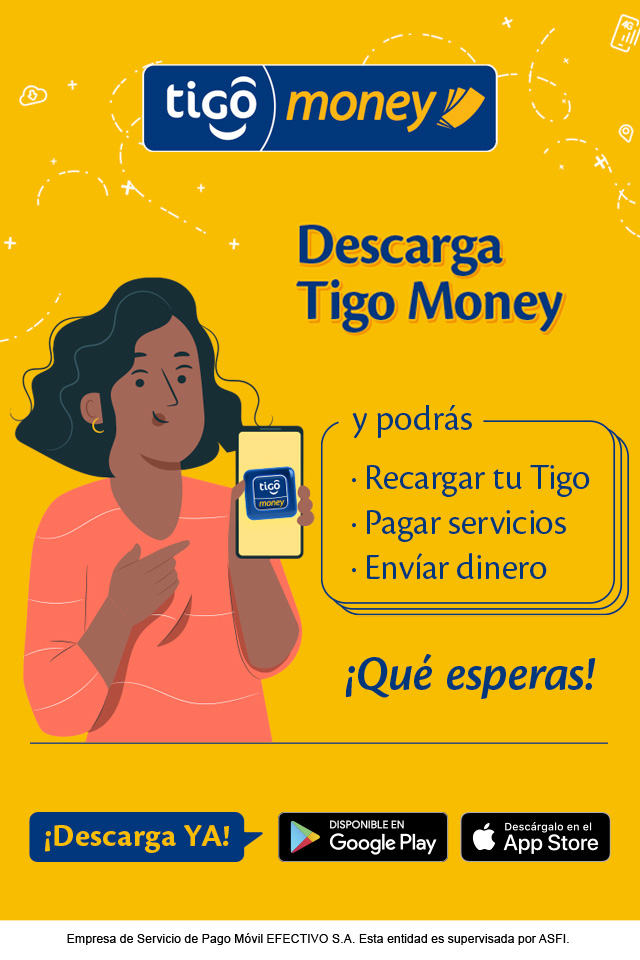 tigo money
Descarga
Tigo Money
y podrás
· Recargar tu Tigo
· Pagar servicios
· Envíar dinero
tigo
money
¡Qué esperas!
¡Descarga YA!
DISPONIBLE EN
Google Play
Descárgalo en el
App Store
Empresa de Servicio de Pago Móvil EFECTIVO S.A. Esta entidad es supervisada por ASFI.
4G